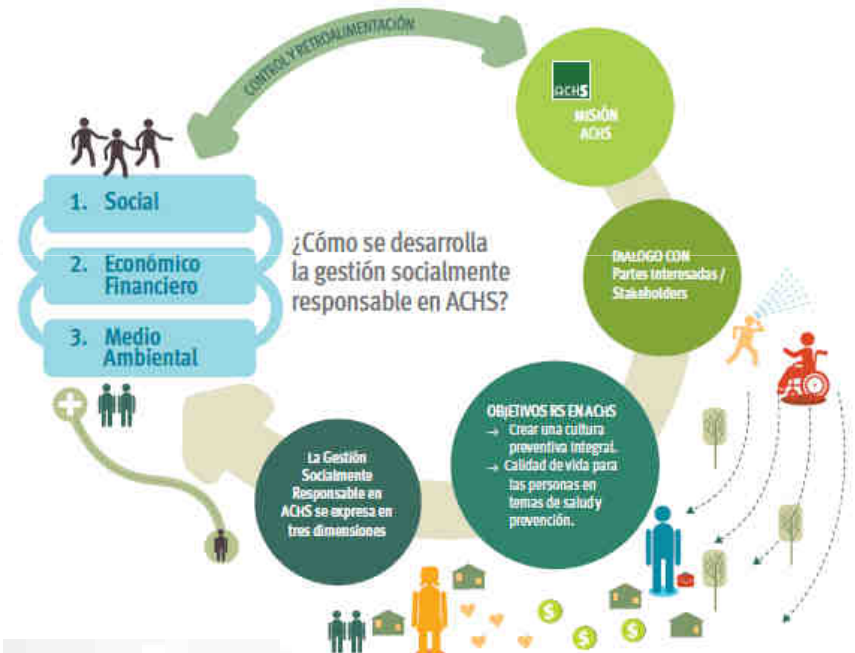 CONTROL Y RETROALIMENTACIÓN
ACHS
MISIÓN
ACHS
DIALOGO CON
Partes Interesadas /
Stakeholders
OBJETIVOS RS EN ACHS
→ Crear una cultura
preventiva integral.
→ Calidad de vida para
las personas en
temas de salud y
prevención.
La Gestión
Socialmente
Responsable en
ACHS se expresa en
tres dimensiones
1. Social
2. Económico
Financiero
3. Medio
Ambiental
¿Cómo se desarrolla
la gestión socialmente
responsable en ACHS?
$
$
$